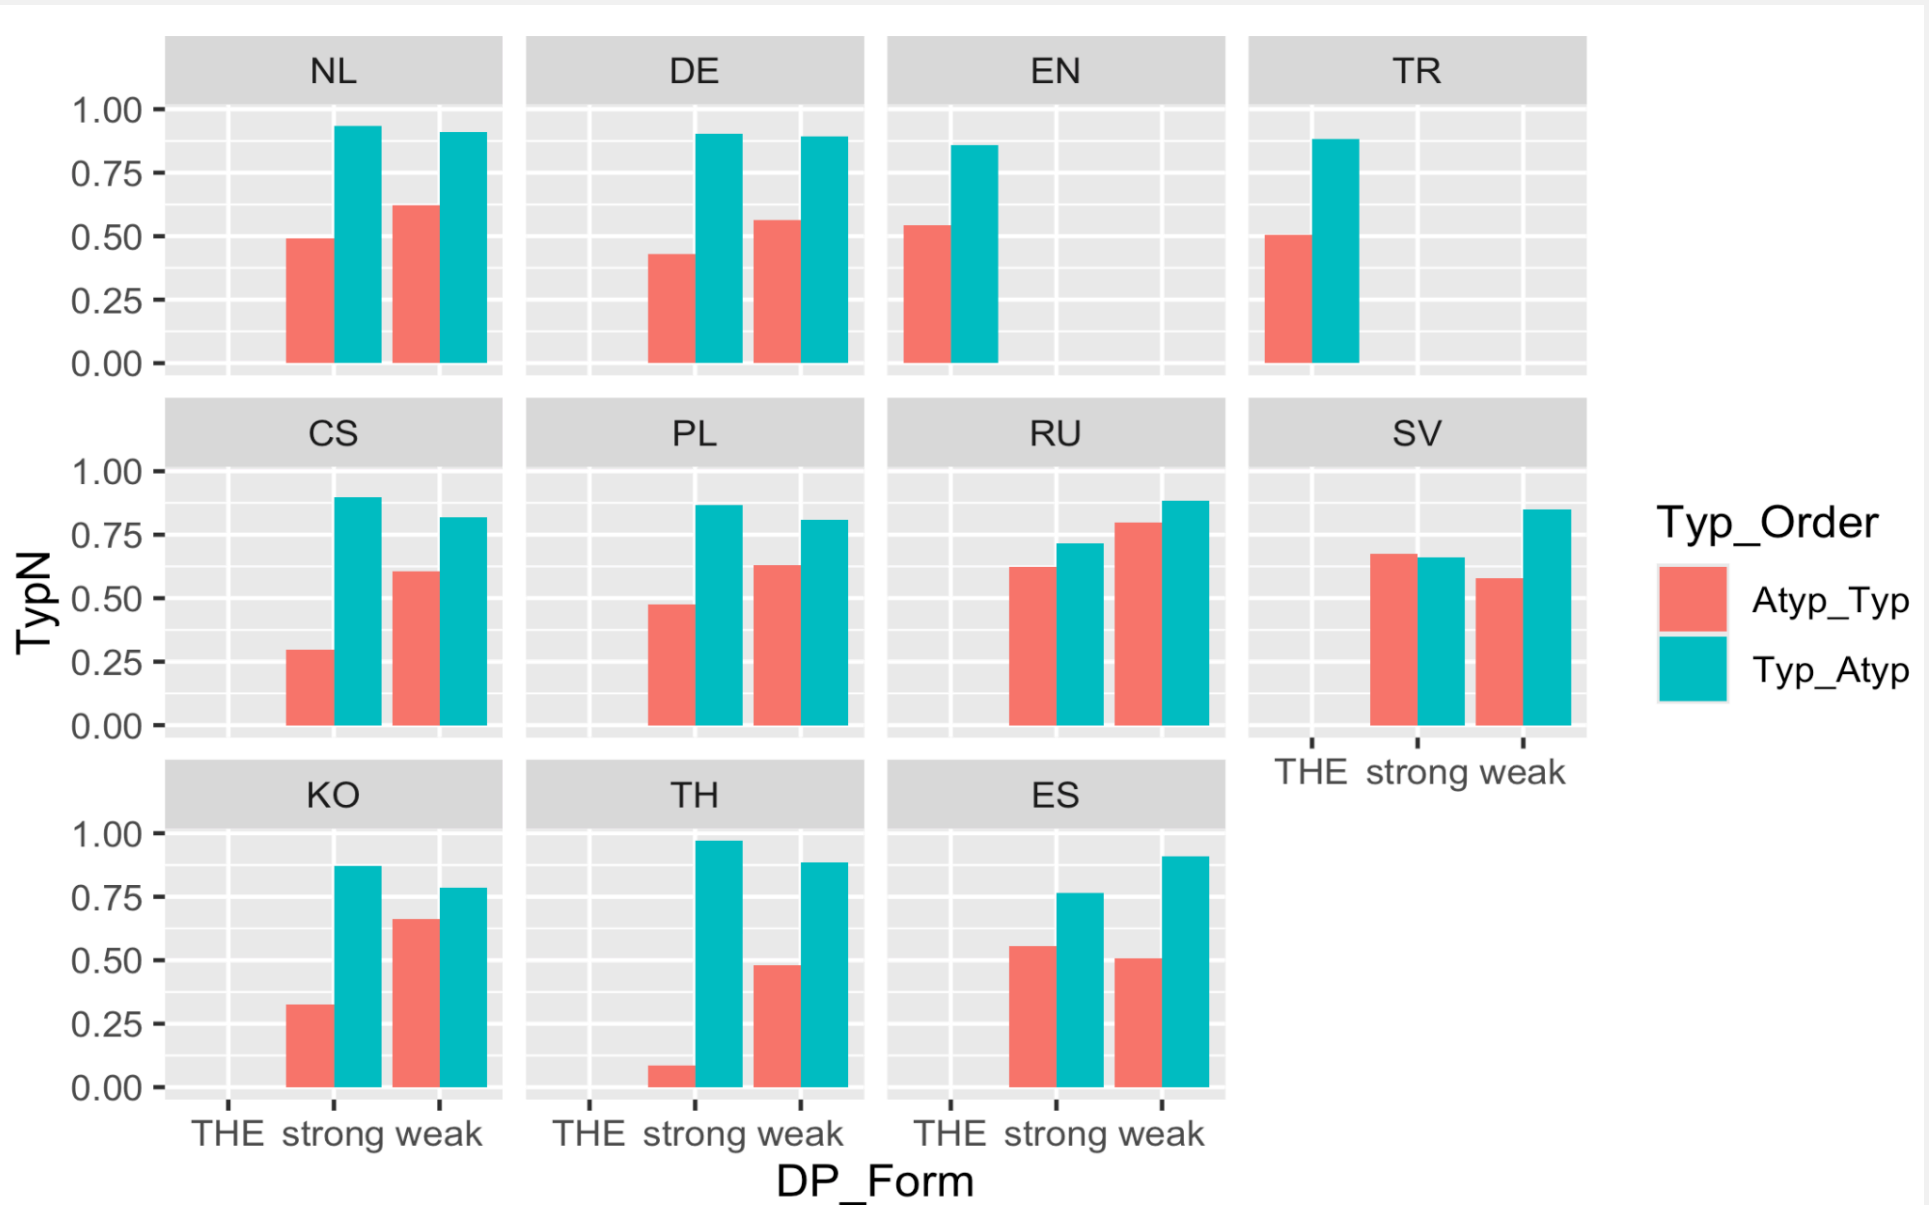 NL DE EN TR
1.00
0.75
0.50
0.25
0.00
CS PL RU SV
1.00
0.75
0.50
0.25
0.00
THE strong weak
KO TH ES
1.00
0.75
0.50
0.25
0.00
THE strong weak THE strong weak THE strong weak
DP_Form
TypN
Typ_Order
Atyp_Typ
Typ_Atyp